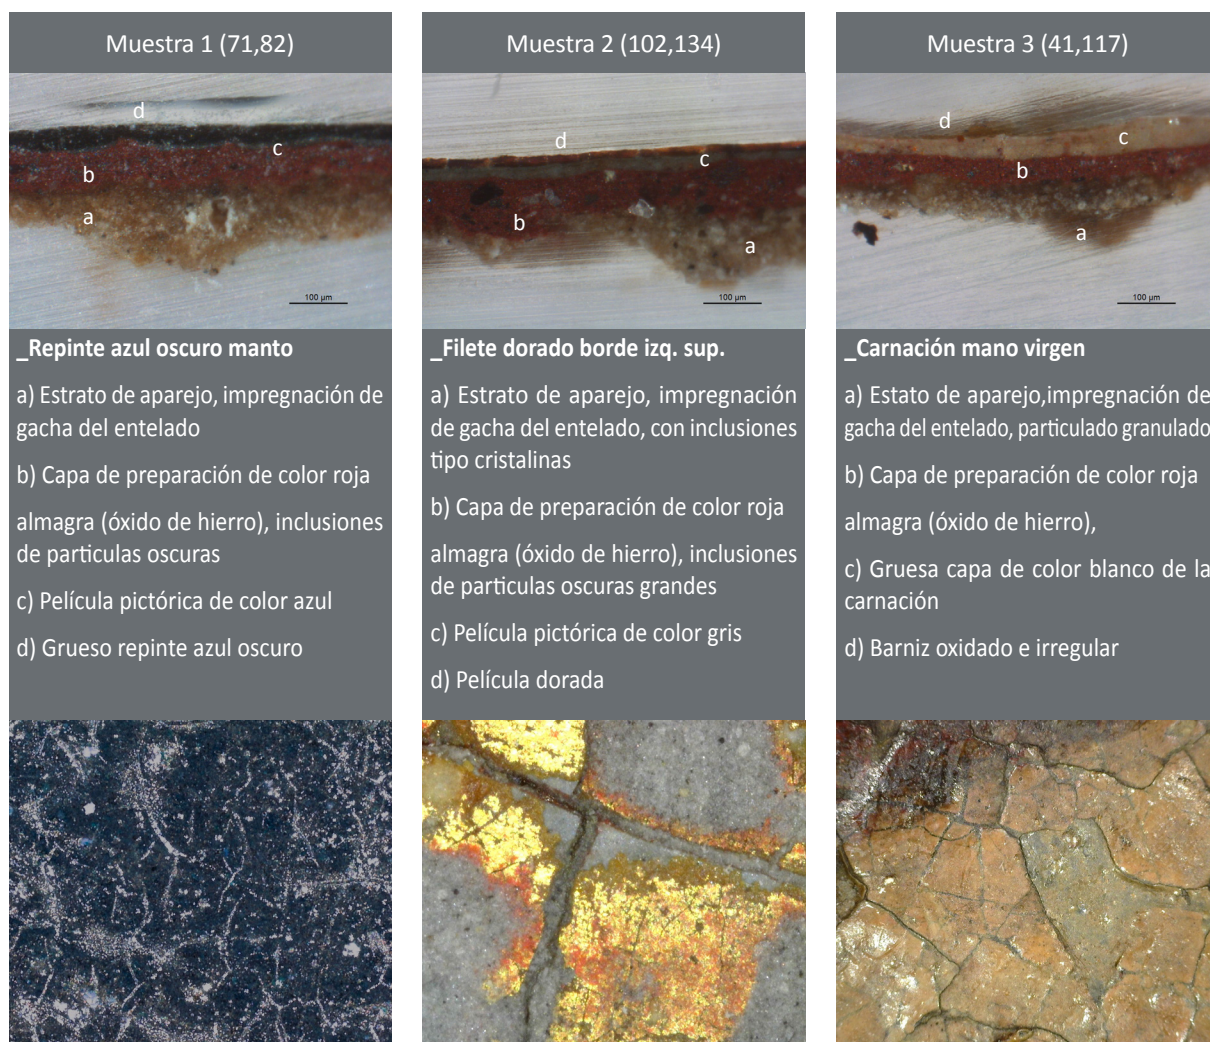 Muestra 1 (71,82)
d
c
b
a
100 µm
_Repinte azul oscuro manto
a) Estrato de aparejo, impregnación de
gacha del entelado
b) Capa de preparación de color roja
almagra (óxido de hierro), inclusiones
de particulas oscuras
c) Película pictórica de color azul
d) Grueso repinte azul oscuro
Muestra 2 (102,134)
d
c
b
a
100 µm
_Filete dorado borde izq. sup.
a) Estrato de aparejo, impregnación
de gacha del entelado, con inclusiones
tipo cristalinas
b) Capa de preparación de color roja
almagra (óxido de hierro), inclusiones
de particulas oscuras grandes
c) Película pictórica de color gris
d) Película dorada
Muestra 3 (41,117)
d
c
b
a
100 µm
_Carnación mano virgen
a) Estato de aparejo,impregnación de
gacha del entelado, particulado granulado
b) Capa de preparación de color roja
almagra (óxido de hierro),
c) Gruesa capa de color blanco de la
carnación
d) Barniz oxidado e irregular